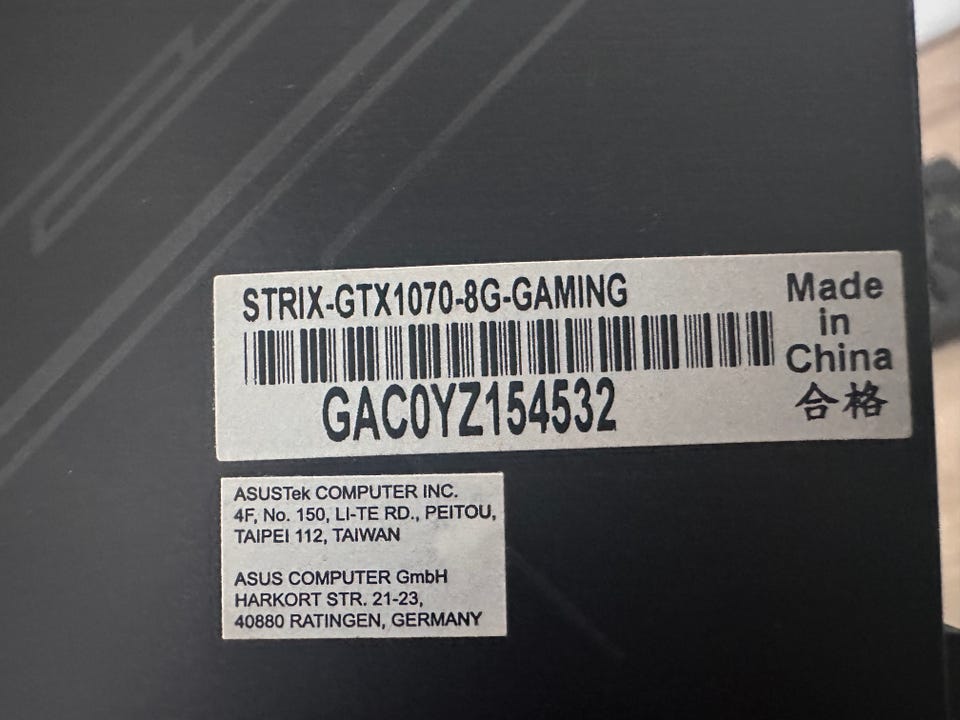 STRIX-GTX1070-8G-GAMING
GAC0YZ154532
Made
in
China
合格
ASUSTek COMPUTER INC.
4F, No. 150, LI-TE RD., PEITOU,
TAIPEI 112, TAIWAN
ASUS COMPUTER GmbH
HARKORT STR. 21-23,
40880 RATINGEN, GERMANY